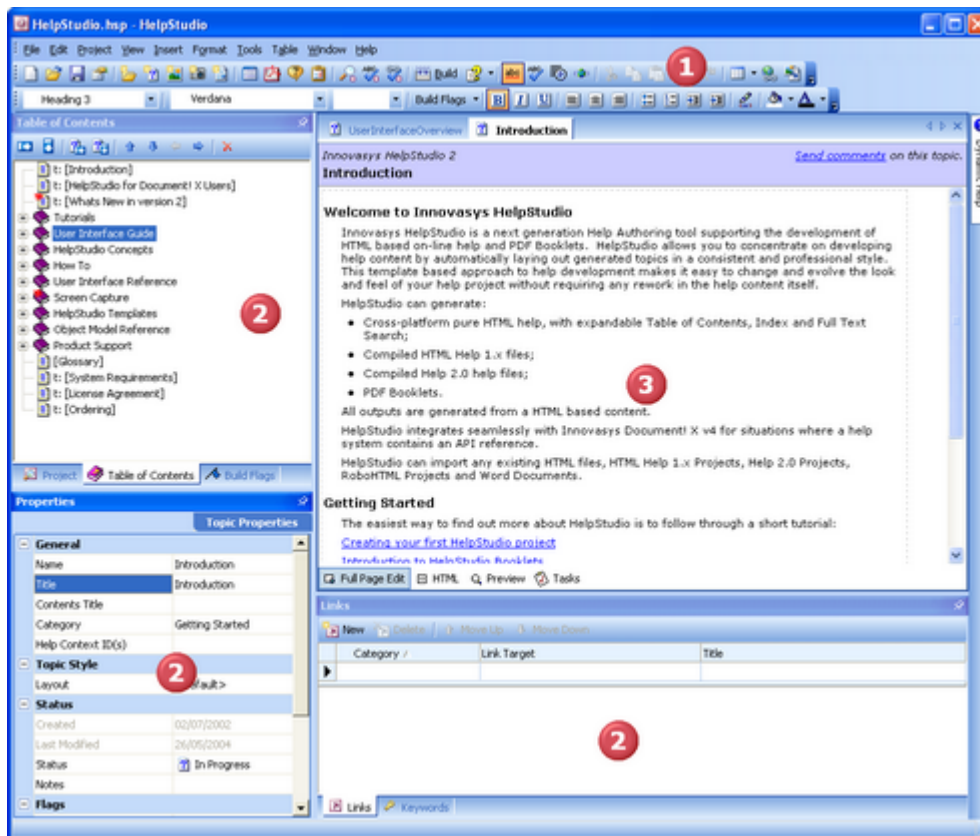 HelpStudio.hsp - HelpStudio
File Edit Project View Insert Format Tools Table Window Help
Build
1
Heading 3 Verdana Build Flags B I U A
Table of Contents
t: [Introduction]
t: [HelpStudio for Document! X Users]
t: [Whats New in version 2]
Tutorials
User Interface Guide
HelpStudio Concepts
How To
User Interface Reference
Screen Capture
HelpStudio Templates
Object Model Reference
Product Support
[Glossary]
t: [System Requirements]
t: [License Agreement]
t: [Ordering]
2
Project Table of Contents Build Flags
UserInterfaceOverview Introduction
Innovasys HelpStudio 2 Send comments on this topic.
Introduction
Welcome to Innovasys HelpStudio
Innovasys HelpStudio is a next generation Help Authoring tool supporting the development of
HTML based on-line help and PDF Booklets. HelpStudio allows you to concentrate on developing
help content by automatically laying out generated topics in a consistent and professional style.
This template based approach to help development makes it easy to change and evolve the look
and feel of your help project without requiring any rework in the help content itself.
HelpStudio can generate:
• Cross-platform pure HTML help, with expandable Table of Contents, Index and Full Text
Search;
• Compiled HTML Help 1.x files;
• Compiled Help 2.0 help files;
• PDF Booklets.
3
All outputs are generated from a HTML based content.
HelpStudio integrates seamlessly with Innovasys Document! X v4 for situations where a help
system contains an API reference.
HelpStudio can import any existing HTML files, HTML Help 1.x Projects, Help 2.0 Projects,
RoboHTML Projects and Word Documents.
Getting Started
The easiest way to find out more about HelpStudio is to follow through a short tutorial:
Creating your first HelpStudio project
Introduction to HelpStudio Booklets
Full Page Edit HTML Preview Tasks
Properties
Topic Properties
General
Name Introduction
Title Introduction
Contents Title
Category Getting Started
Help Context ID(s)
Topic Style
2
Layout
Status
Created 02/07/2002
Last Modified 26/05/2004
Status In Progress
Notes
Flags
Links
New Delete Move Up Move Down
Category / Link Target Title
2
Links Keywords